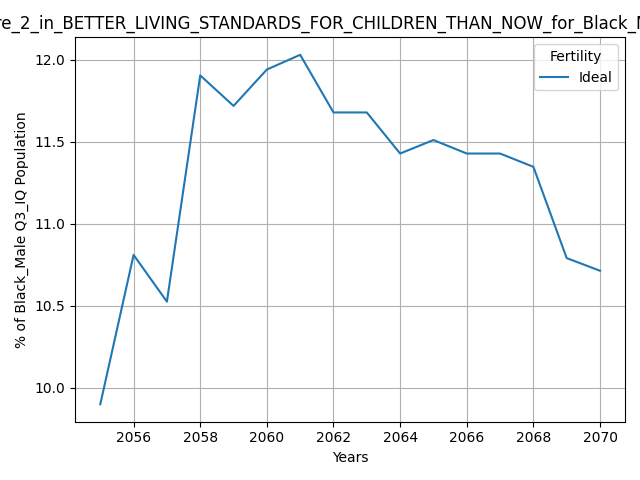 re_2_in_BETTER_LIVING_STANDARDS_FOR_CHILDREN_THAN_NOW_for_Black_M
Fertility
Ideal
12.0
11.5
11.0
10.5
10.0
% of Black_Male Q3_IQ Population
2056 2058 2060 2062 2064 2066 2068 2070
Years